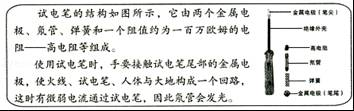 试电笔的结构如图所示，它由两个金属电
极、氖管、弹簧和一个阻值约为一百万欧姆的电
阻——高电阻等组成。
使用试电笔时，手要接触试电笔尾部的金属电
极，使火线、试电笔、人体与大地构成一个回路，
这时有微弱电流通过试电笔，因此氖管会发光。
金属电极(笔尖)
绝缘外壳
高电阻
氖管
弹簧
金属电极(笔尾)